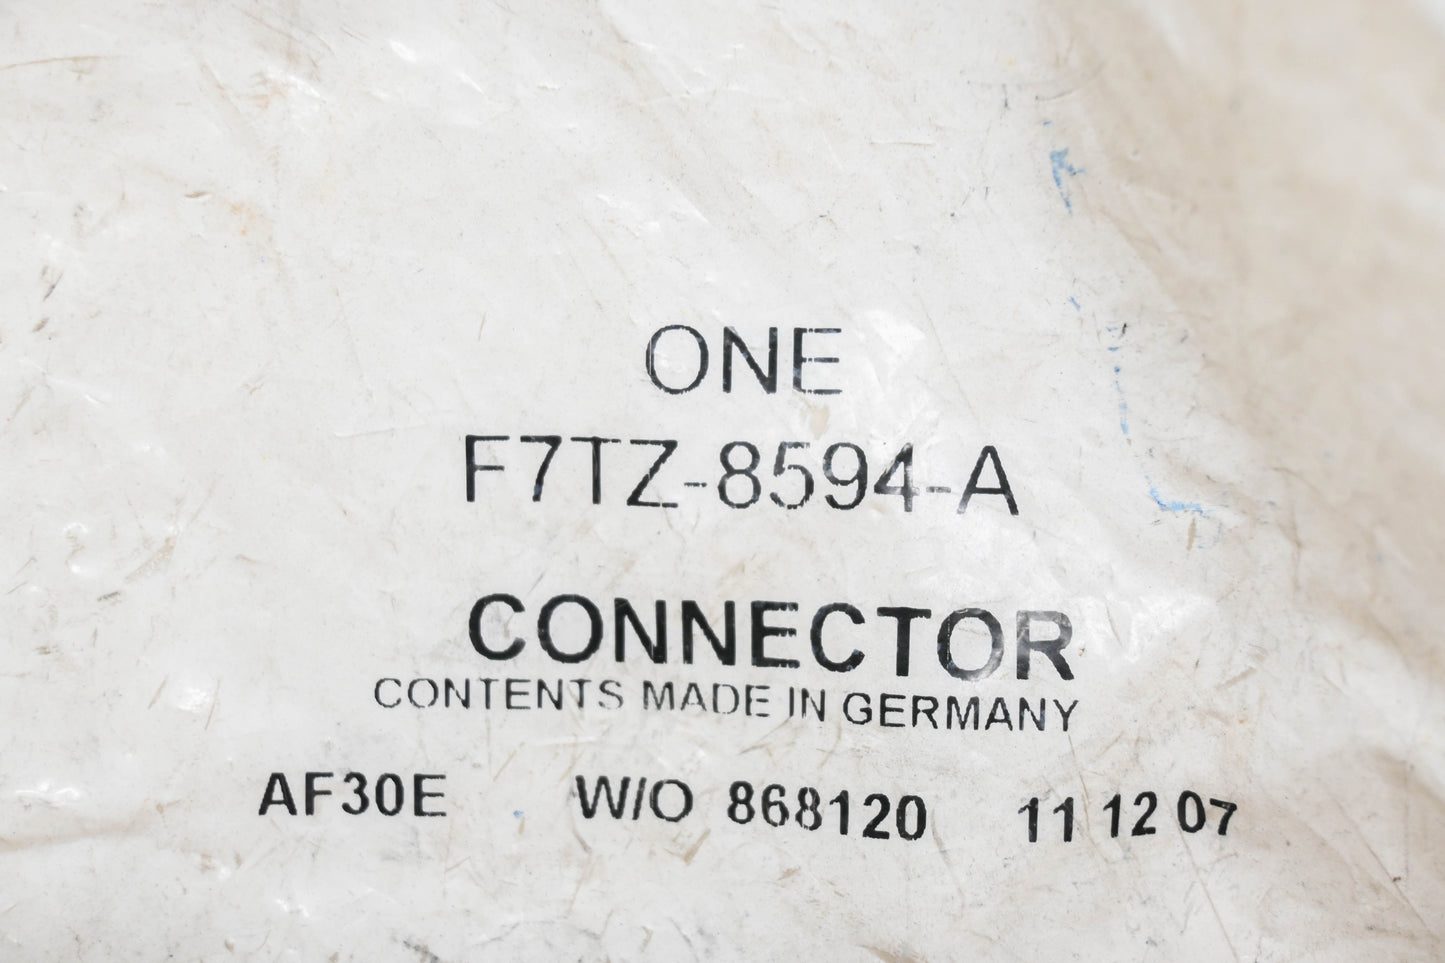 ONE
F7TZ-8594-A
CONNECTOR
CONTENTS MADE IN GERMANY
AF30E W/O 868120 11 12 07